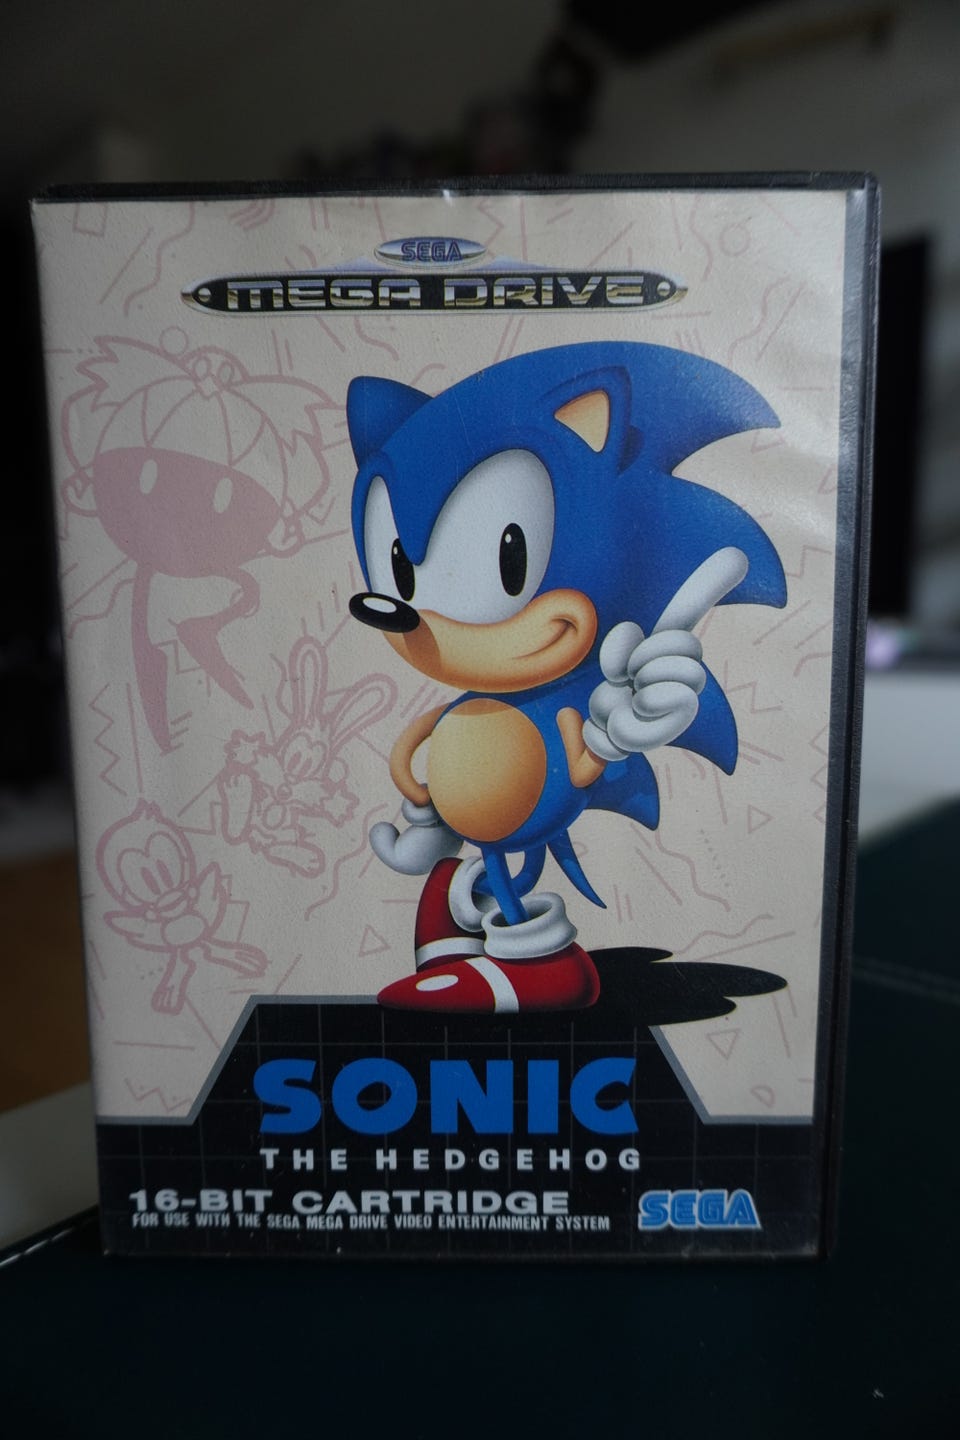 SEGA
MEGA DRIVE
SONIC
THE HEDGEHOG
16-BIT CARTRIDGE
FOR USE WITH THE SEGA MEGA DRIVE VIDEO ENTERTAINMENT SYSTEM
SEGA